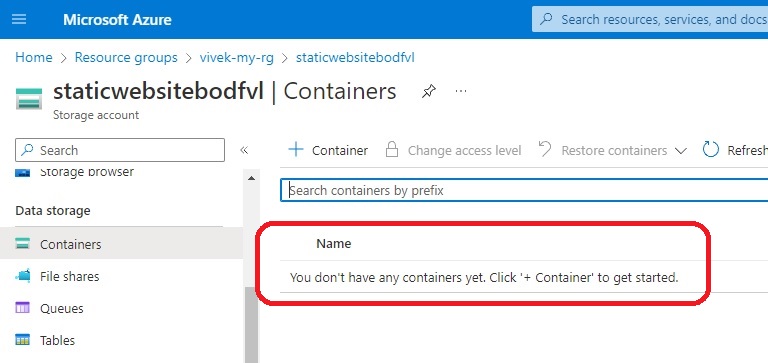 Microsoft Azure
Search resources, services, and docs
Home > Resource groups > vivek-my-rg > staticwebsitebodfvl
staticwebsitebodfvl | Containers
Storage account
Search
+ Container
Change access level
Restore containers
Refresh
Storage browser
Search containers by prefix
Data storage
Containers
Name
File shares
You don't have any containers yet. Click '+ Container' to get started.
Queues
Tables